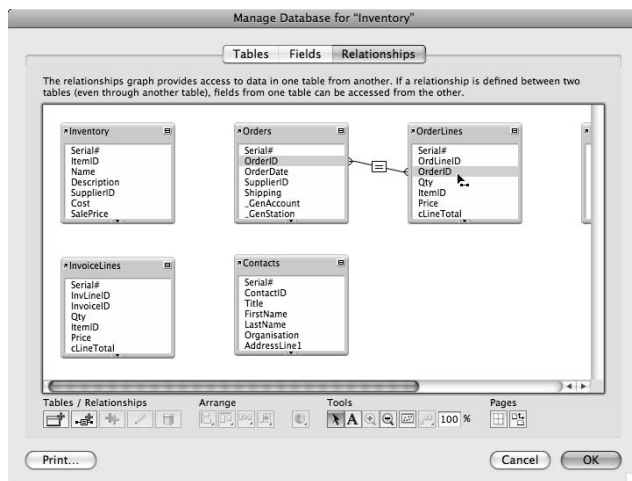 Manage Database for “Inventory”
Tables Fields Relationships
The relationships graph provides access to data in one table from another. If a relationship is defined between two
tables (even through another table), fields from one table can be accessed from the other.
Inventory
Serial#
ItemID
Name
Description
SupplierID
Cost
SalePrice
Orders
Serial#
OrderID
OrderDate
SupplierID
Shipping
_GenAccount
_GenStation
=
OrderLines
Serial#
OrdLineID
OrderID
Qty
ItemID
Price
cLineTotal
InvoiceLines
Serial#
InvLineID
InvoiceID
Qty
ItemID
Price
cLineTotal
Contacts
Serial#
ContactID
Title
FirstName
LastName
Organisation
AddressLine1
Tables / Relationships Arrange Tools Pages
A 100 %
Print... Cancel OK